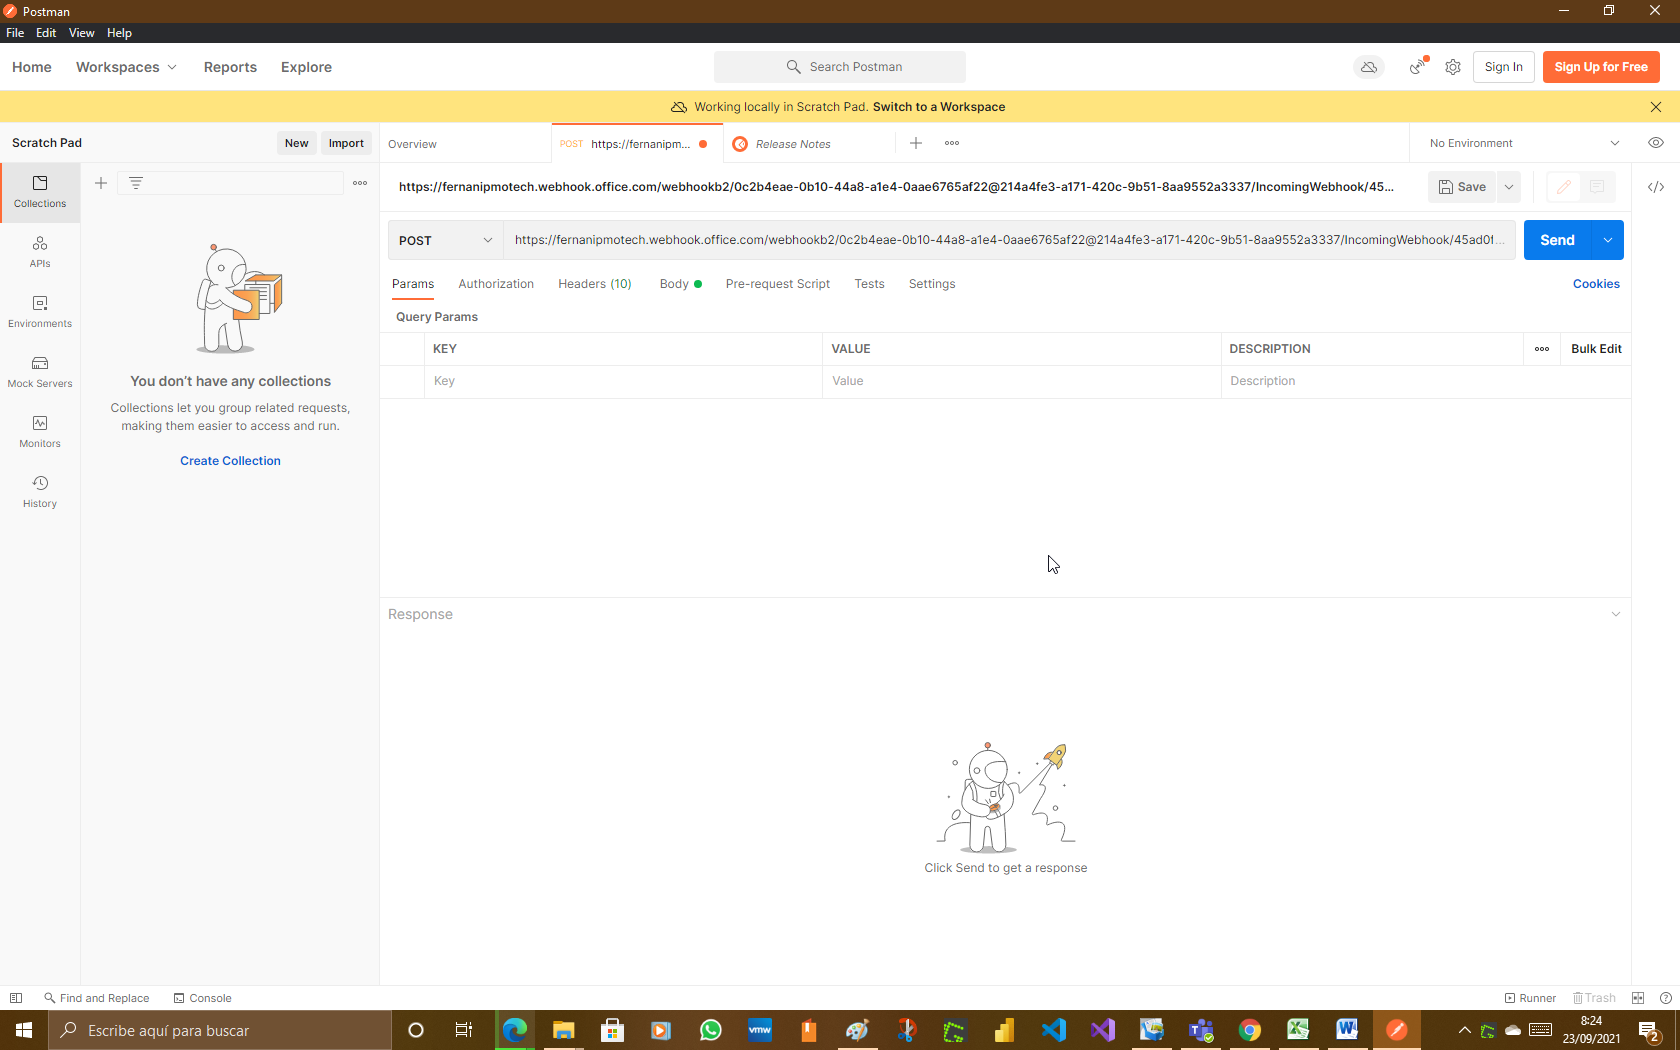 Postman
File Edit View Help
Home Workspaces Reports Explore Search Postman Sign In Sign Up for Free
Working locally in Scratch Pad. Switch to a Workspace
Scratch Pad New Import Overview POST https://fernanipm... Release Notes No Environment
https://fernanipmotech.webhook.office.com/webhookb2/0c2b4eae-0b10-44a8-a1e4-0aae6765af22@214a4fe3-a171-420c-9b51-8aa9552a3337/IncomingWebhook/45... Save
POST https://fernanipmotech.webhook.office.com/webhookb2/0c2b4eae-0b10-44a8-a1e4-0aae6765af22@214a4fe3-a171-420c-9b51-8aa9552a3337/IncomingWebhook/45ad0f... Send
Params Authorization Headers (10) Body Pre-request Script Tests Settings Cookies
Query Params
KEY VALUE DESCRIPTION Bulk Edit
Key Value Description
Collections
APIs
Environments
Mock Servers
Monitors
History
You don't have any collections
Collections let you group related requests,
making them easier to access and run.
Create Collection
Response
Click Send to get a response
Find and Replace Console Runner Trash
Escribe aquí para buscar
vmw
8:24
23/09/2021
2